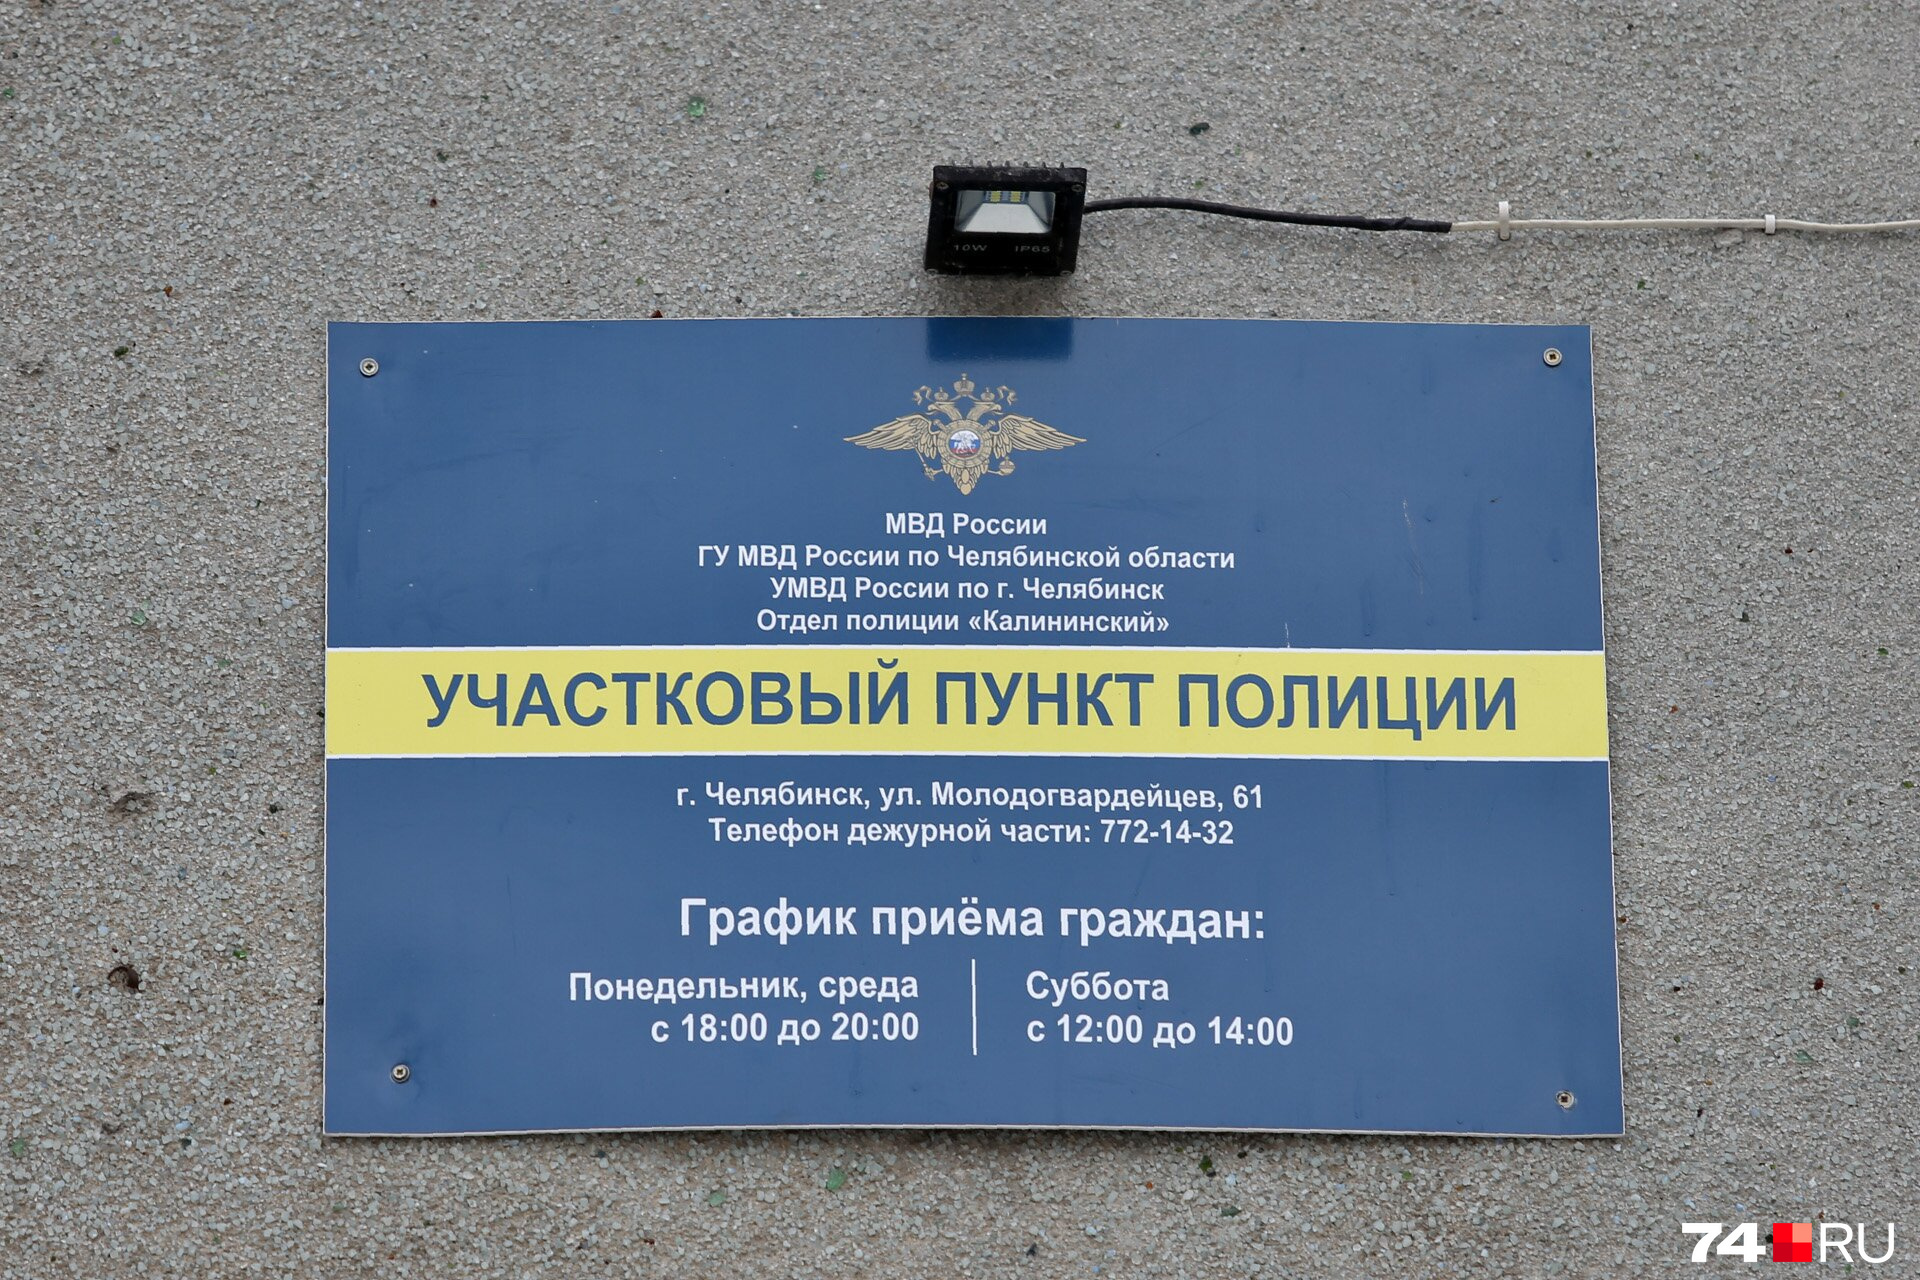 10W IP65
МВД России
ГУ МВД России по Челябинской области
УМВД России по г. Челябинск
Отдел полиции «Калининский»
УЧАСТКОВЫЙ ПУНКТ ПОЛИЦИИ
г. Челябинск, ул. Молодогвардейцев, 61
Телефон дежурной части: 772-14-32
График приёма граждан:
Понедельник, среда
с 18:00 до 20:00
Суббота
с 12:00 до 14:00
74 RU